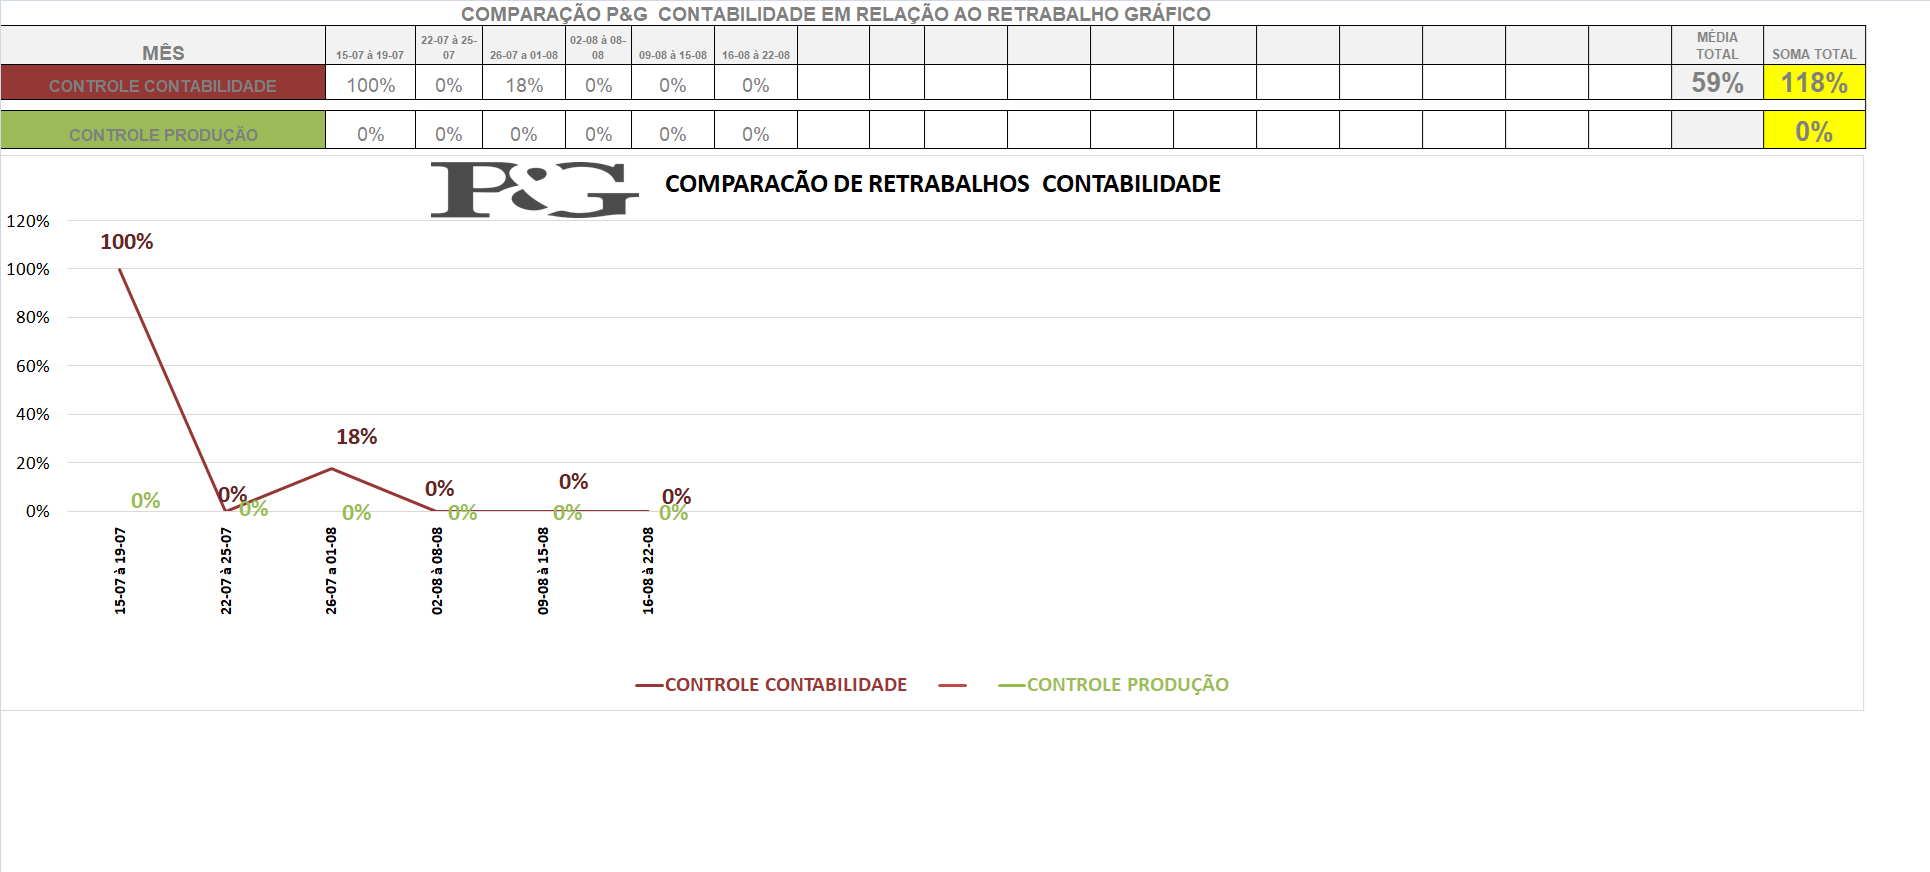 COMPARAÇÃO P&G CONTABILIDADE EM RELAÇÃO AO RETRABALHO GRÁFICO
MÊS 15-07 à 19-07 22-07 à 25-07 26-07 a 01-08 02-08 à 08-08 09-08 à 15-08 16-08 à 22-08 MÉDIA TOTAL SOMA TOTAL
CONTROLE CONTABILIDADE 100% 0% 18% 0% 0% 0% 59% 118%
CONTROLE PRODUÇÃO 0% 0% 0% 0% 0% 0% 0%
P&G COMPARACÃO DE RETRABALHOS CONTABILIDADE
120%
100%
100%
80%
60%
40%
18%
20%
0% 0% 0% 0%
0% 0% 0% 0% 0% 0%
0%
15-07 à 19-07
22-07 à 25-07
26-07 a 01-08
02-08 à 08-08
09-08 à 15-08
16-08 à 22-08
CONTROLE CONTABILIDADE CONTROLE PRODUÇÃO